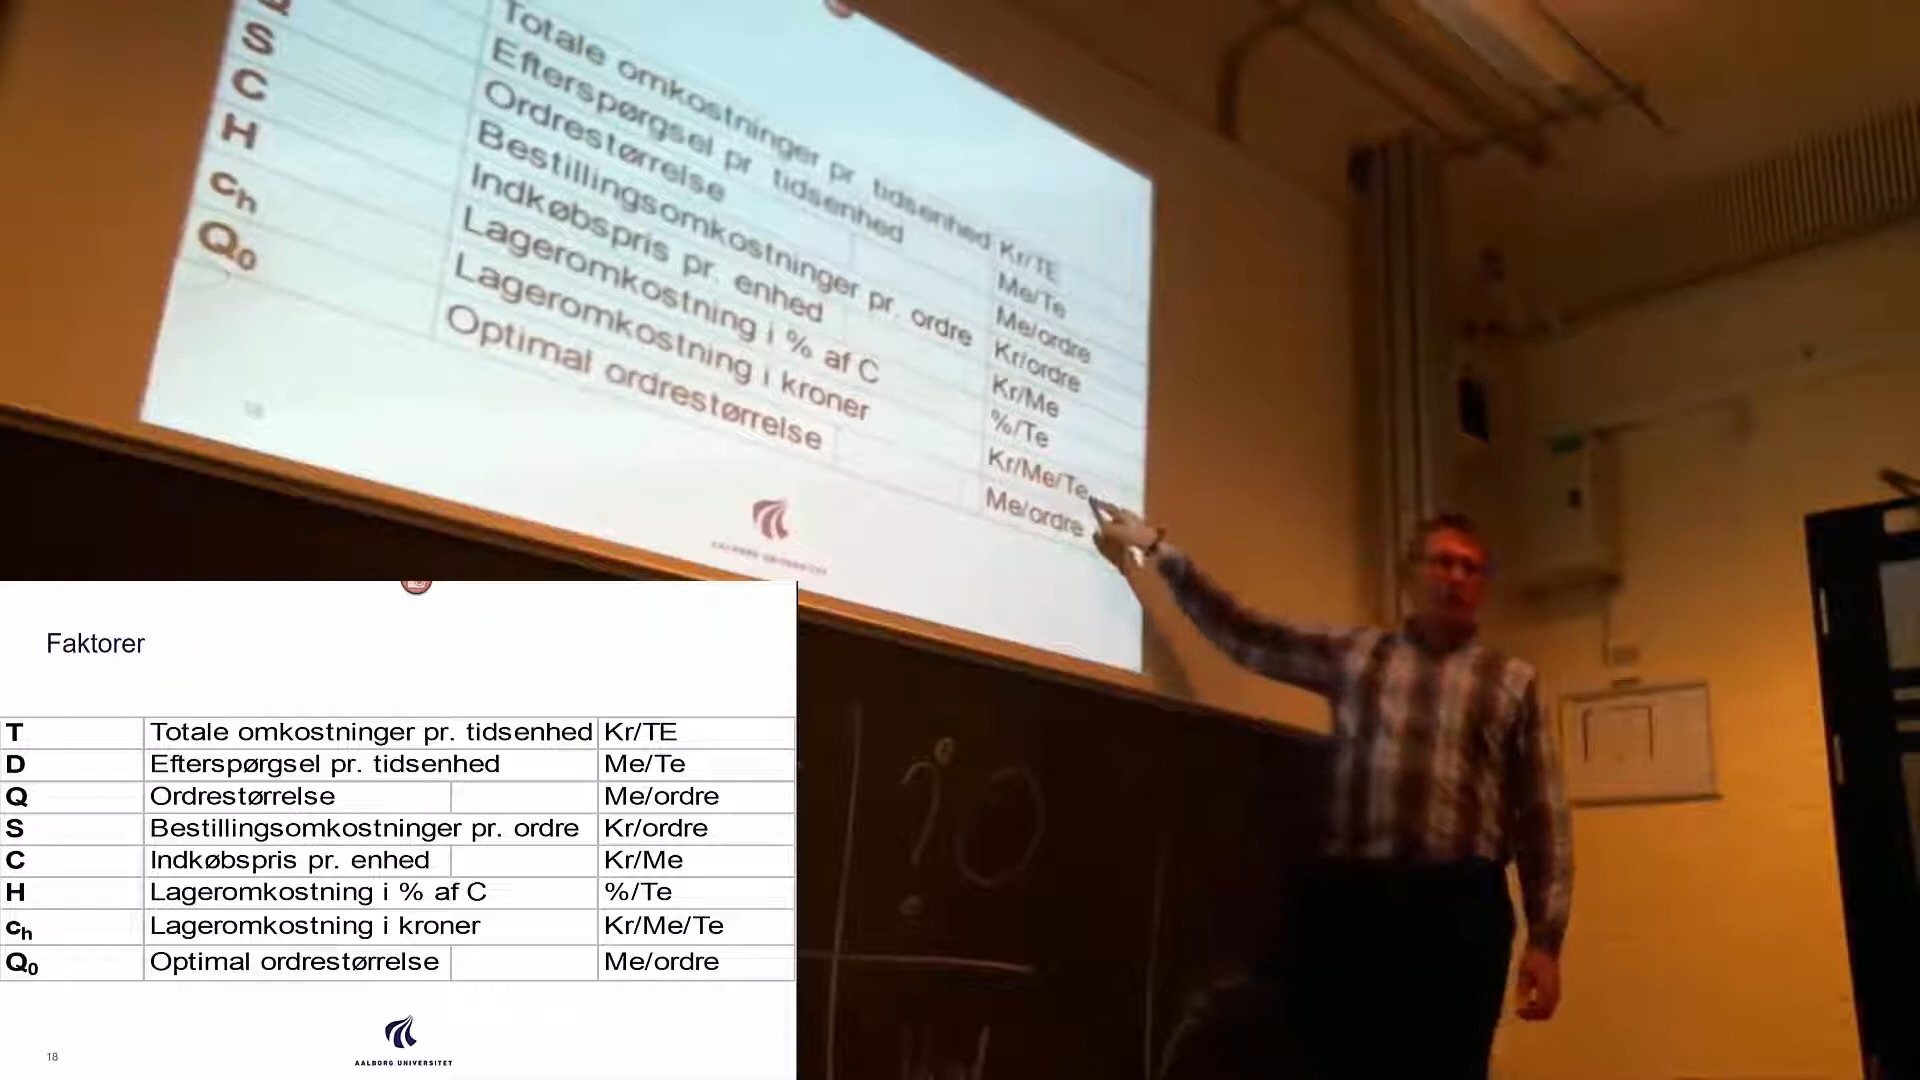 S
C
H
ch
Q0
Totale omkostninger pr tidsenhed Kr/TE
Efterspørgsel pr tidsenhed Me/Te
Ordrestørrelse Me/ordre
Bestillingsomkostninger pr. ordre Kr/ordre
Indkøbspris pr. enhed Kr/Me
Lageromkostning i % af C %/Te
Lageromkostning i kroner Kr/Me/Te
Optimal ordrestørrelse Me/ordre
18
AALBORG UNIVERSITET
Faktorer
T Totale omkostninger pr. tidsenhed Kr/TE
D Efterspørgsel pr. tidsenhed Me/Te
Q Ordrestørrelse Me/ordre
S Bestillingsomkostninger pr. ordre Kr/ordre
C Indkøbspris pr. enhed Kr/Me
H Lageromkostning i % af C %/Te
ch Lageromkostning i kroner Kr/Me/Te
Q0 Optimal ordrestørrelse Me/ordre
18
AALBORG UNIVERSITET